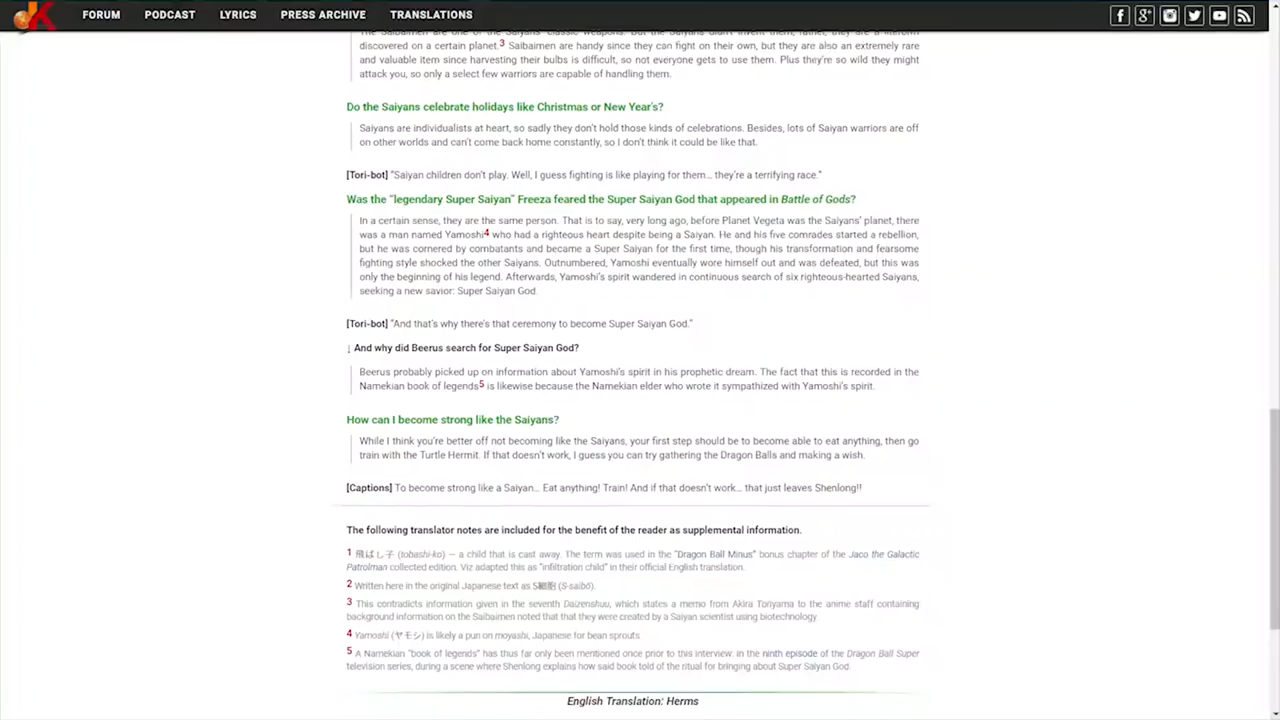 FORUM PODCAST LYRICS PRESS ARCHIVE TRANSLATORS
The Saibaimen are one of the Saiyans' classic weapons. But the Saiyans didn't invent them; rather, they are a
discovered on a certain planet.3 Saibaimen are handy since they can fight on their own, but they are also an extremely rare
and valuable item since harvesting their bulbs is difficult, so not everyone gets to use them. Plus they're so wild they might
attack you, so only a select few warriors are capable of handling them.
Do the Saiyans celebrate holidays like Christmas or New Year's?
Saiyans are individualists at heart, so sadly they don't hold those kinds of celebrations. Besides, lots of Saiyan warriors are off
on other worlds and can't come back home constantly, so I don't think it could be like that.
[Tori-bot] "Saiyan children don't play. Well, I guess fighting is like playing for them… they're a terrifying race."
Was the "legendary Super Saiyan" Freeza feared the Super Saiyan God that appeared in Battle of Gods?
In a certain sense, they are the same person. That is to say, very long ago, before Planet Vegeta was the Saiyans' planet, there
was a man named Yamoshi4 who had a righteous heart despite being a Saiyan. He and his five comrades started a rebellion,
but he was cornered by combatants and became a Super Saiyan for the first time, though his transformation and fearsome
fighting style shocked the other Saiyans. Outnumbered, Yamoshi eventually wore himself out and was defeated, but this was
only the beginning of his legend. Afterwards, Yamoshi's spirit wandered in continuous search of six righteous-hearted Saiyans,
seeking a new savior: Super Saiyan God.
[Tori-bot] "And that's why there's that ceremony to become Super Saiyan God."
↓ And why did Beerus search for Super Saiyan God?
Beerus probably picked up on information about Yamoshi's spirit in his prophetic dream. The fact that this is recorded in the
Namekian book of legends5 is likewise because the Namekian elder who wrote it sympathized with Yamoshi's spirit.
How can I become strong like the Saiyans?
While I think you're better off not becoming like the Saiyans, your first step should be to become able to eat anything, then go
train with the Turtle Hermit. If that doesn't work, I guess you can try gathering the Dragon Balls and making a wish.
[Captions] To become strong like a Saiyan… Eat anything! Train! And if that doesn't work… that just leaves Shenlong!!
The following translator notes are included for the benefit of the reader as supplemental information.
1 飛ばし子 (tobashi-ko) — a child that is cast away. The term was used in the "Dragon Ball Minus" bonus chapter of the Jaco the Galactic
Patrolman collected edition. Viz adapted this as "infiltration child" in their official English translation.
2 Written here in the original Japanese text as S細胞 (S-saibō).
3 This contradicts information given in the seventh Daizenshuu, which states a memo from Akira Toriyama to the anime staff containing
background information on the Saibaimen noted that that they were created by a Saiyan scientist using biotechnology
4 Yamoshi (ヤモシ) is likely a pun on moyashi, Japanese for bean sprouts
5 A Namekian "book of legends" has thus far only been mentioned once prior to this interview: in the ninth episode of the Dragon Ball Super
television series, during a scene where Shenlong explains how said book told of the ritual for bringing about Super Saiyan God.
English Translation: Herms